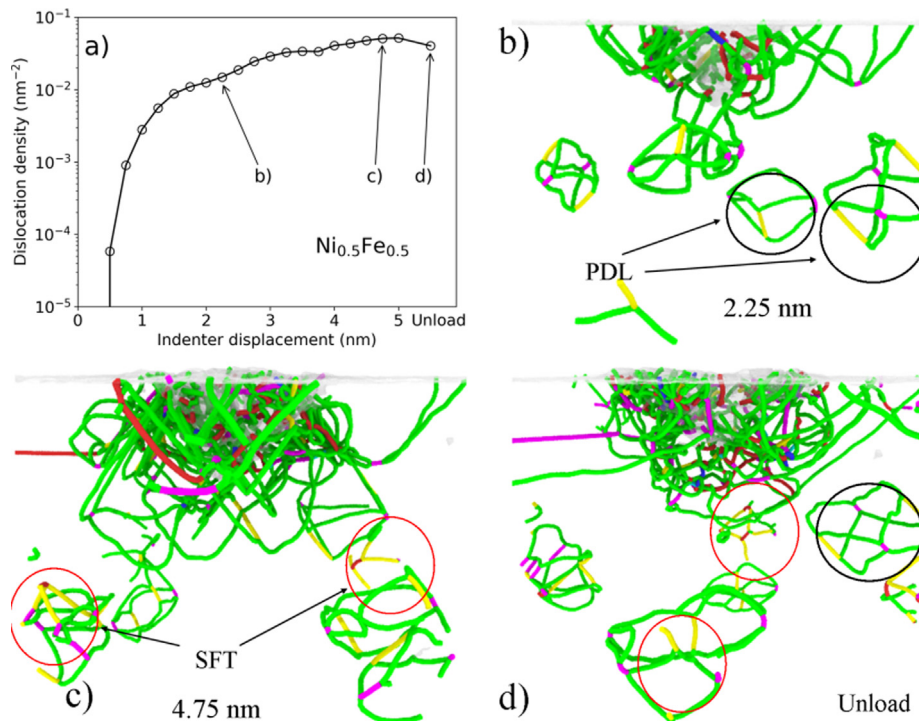 a)
Dislocation density (nm⁻²)
10⁻¹
10⁻²
10⁻³
10⁻⁴
10⁻⁵
b)
c)
d)
Ni₀.₅Fe₀.₅
0 1 2 3 4 5 Unload
Indenter displacement (nm)
b)
PDL
2.25 nm
SFT
c)
4.75 nm
d)
Unload